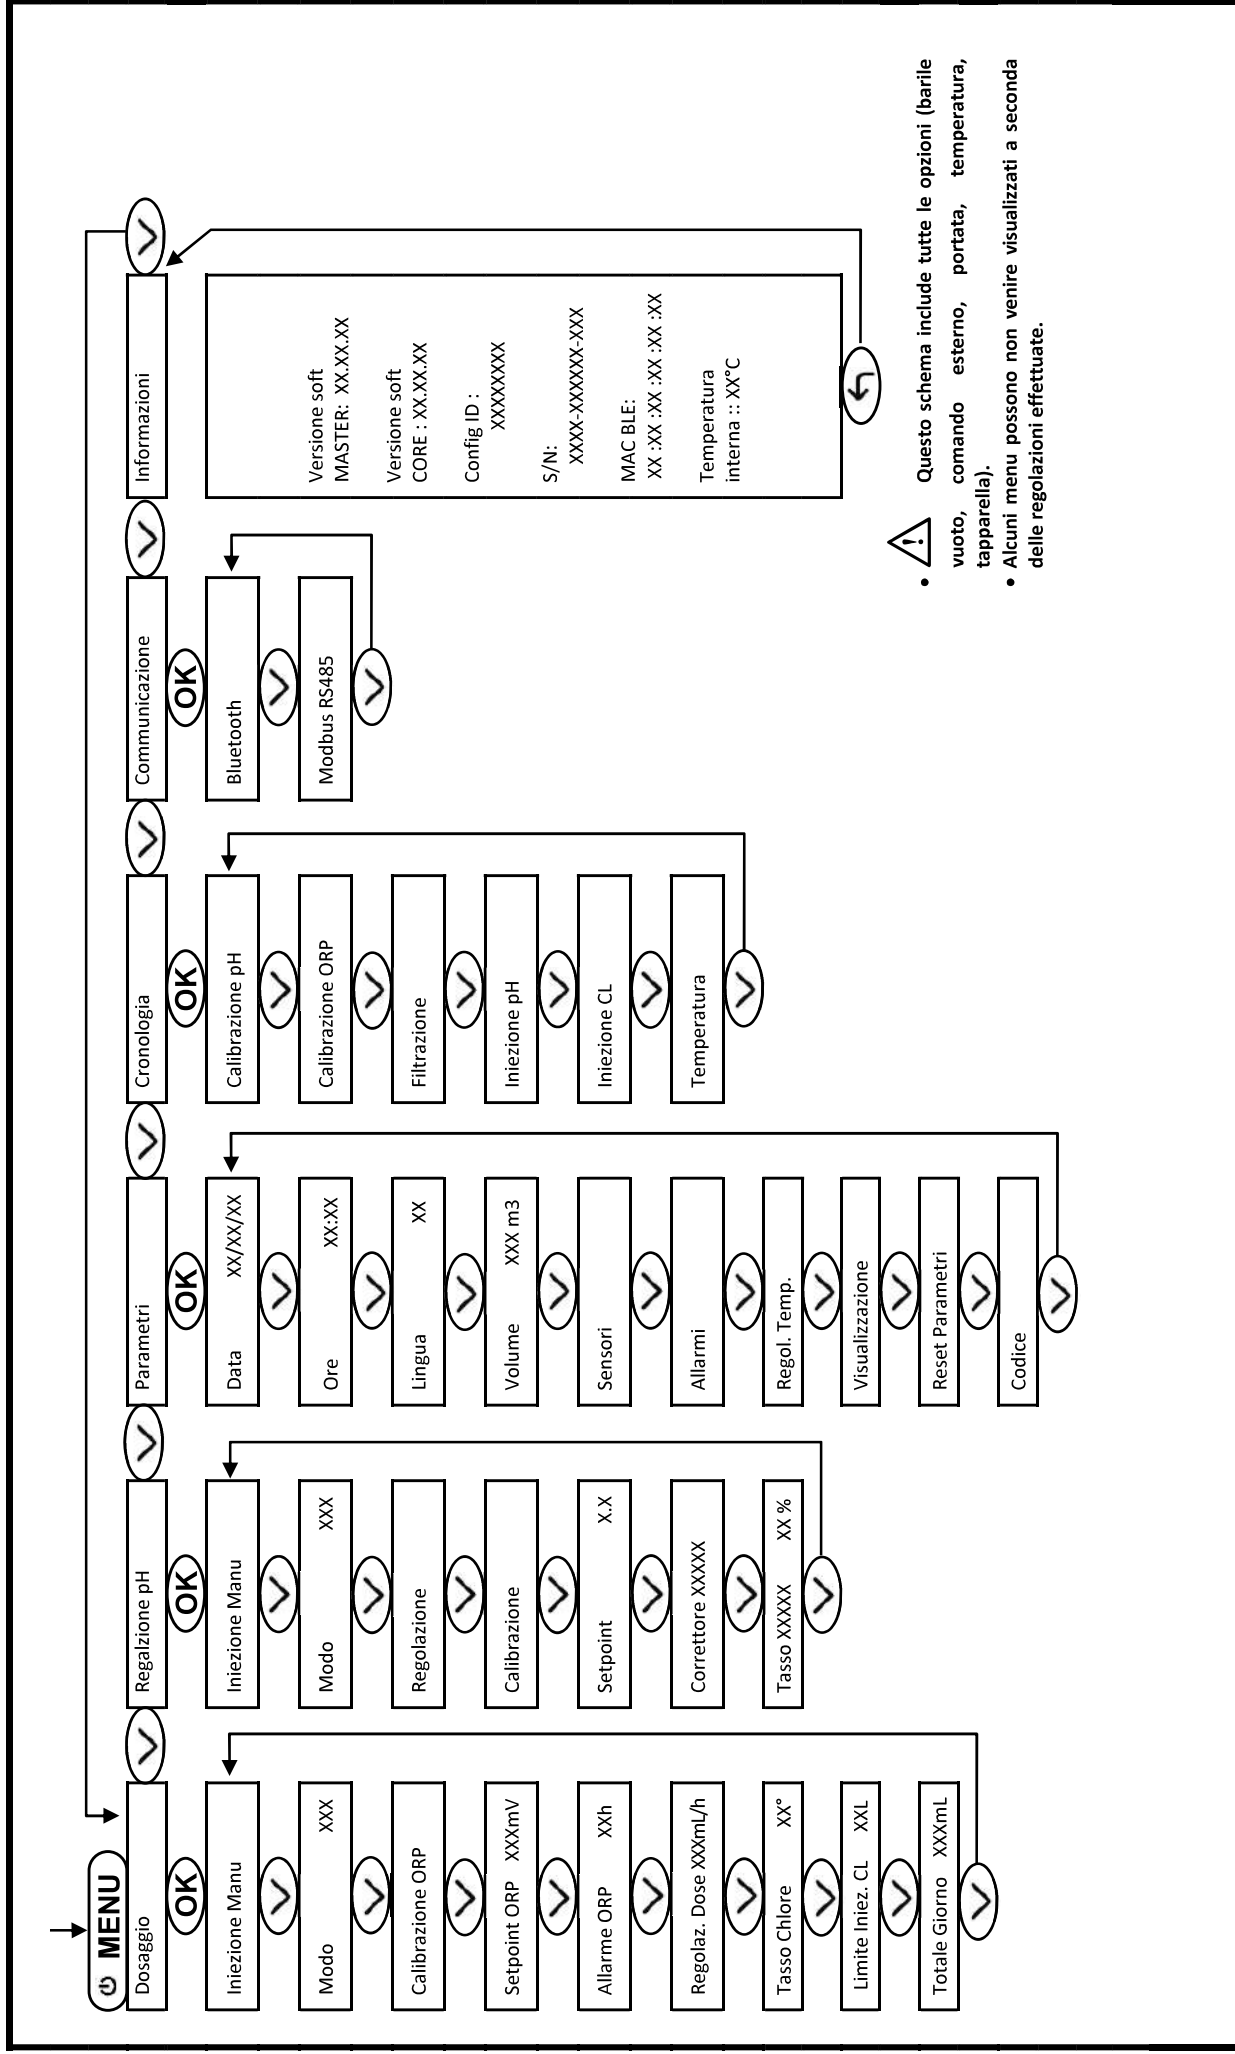 MENU
Dosaggio
OK
Iniezione Manu
Modo XXX
Calibrazione ORP
Setpoint ORP XXXmV
Allarme ORP XXh
Regolaz. Dose XXXmL/h
Tasso Chlore XX°
Limite Iniez. CL XXL
Totale Giorno XXXmL
Regalzione pH
OK
Iniezione Manu
Modo XXX
Regolazione
Calibrazione
Setpoint X.X
Correttore XXXXX
Tasso XXXXX XX %
Parametri
OK
Data XX/XX/XX
Ore XX:XX
Lingua XX
Volume XXX m3
Sensori
Allarmi
Regol. Temp.
Visualizzazione
Reset Parametri
Codice
Cronologia
OK
Calibrazione pH
Calibrazione ORP
Filtrazione
Iniezione pH
Iniezione CL
Temperatura
Communicazione
OK
Bluetooth
Modbus RS485
Informazioni
Versione soft
MASTER: XX.XX.XX
Versione soft
CORE : XX.XX.XX
Config ID :
XXXXXXXX
S/N:
XXXX-XXXXXX-XXX
MAC BLE:
XX :XX :XX :XX :XX :XX
Temperatura
interna :: XX°C
• Questo schema include tutte le opzioni (barile
vuoto, comando esterno, portata, temperatura,
tapparella).
• Alcuni menu possono non venire visualizzati a seconda
delle regolazioni effettuate.